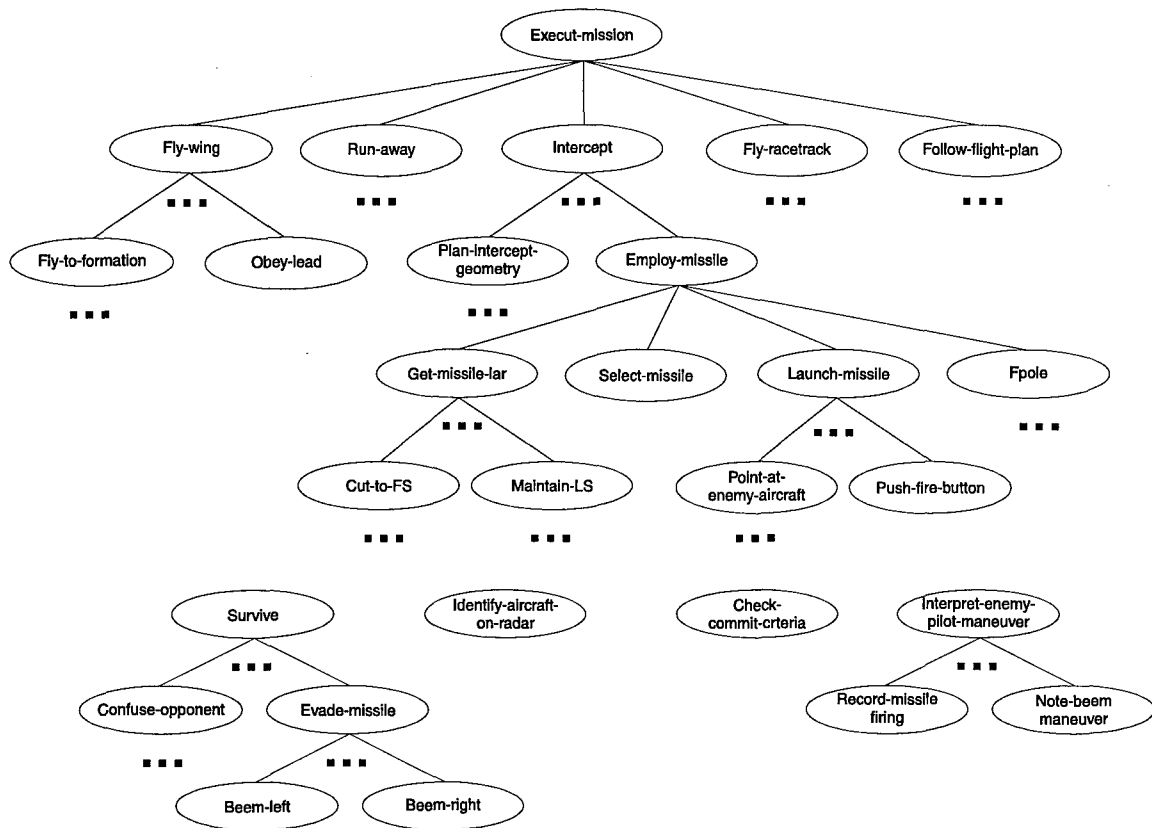 Execut-mission
Fly-wing
Run-away
Intercept
Fly-racetrack
Follow-flight-plan
Fly-to-formation
Obey-lead
Plan-intercept-
geometry
Employ-missile
Get-missile-lar
Select-missile
Launch-missile
Fpole
Cut-to-FS
Maintain-LS
Point-at-
enemy-aircraft
Push-fire-button
Survive
Identify-aircraft-
on-radar
Check-
commit-crteria
Interpret-enemy-
pilot-maneuver
Confuse-opponent
Evade-missile
Record-missile
firing
Note-beem
maneuver
Beem-left
Beem-right